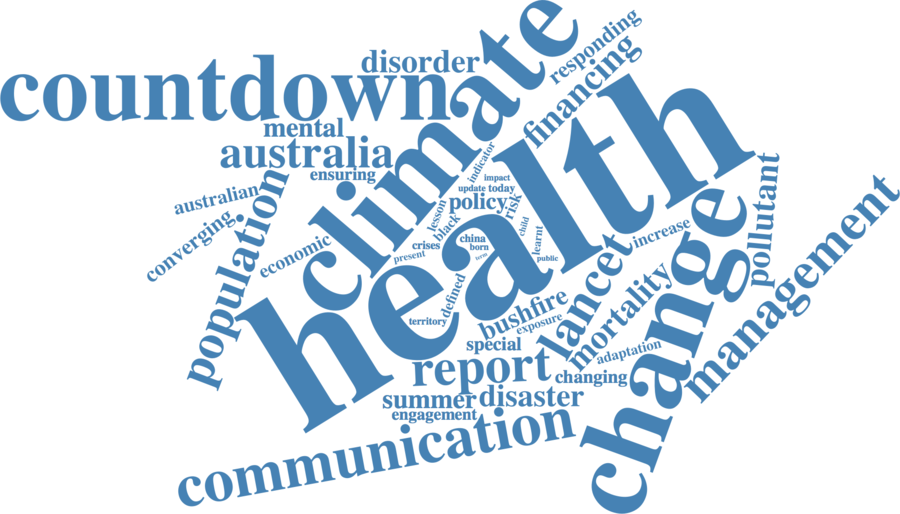 countdown
disorder
climate
responding
financing
mental
australia
ensuring
health
australian
converging
population
economic
indicator
impact
update today
policy
risk
lesson
black
child
china
born
term
crises
present
learnt
public
defined
territory
increase
pollutant
lancet
mortality
change
management
bushfire
exposure
special
adaptation
report
changing
summer
disaster
engagement
communication